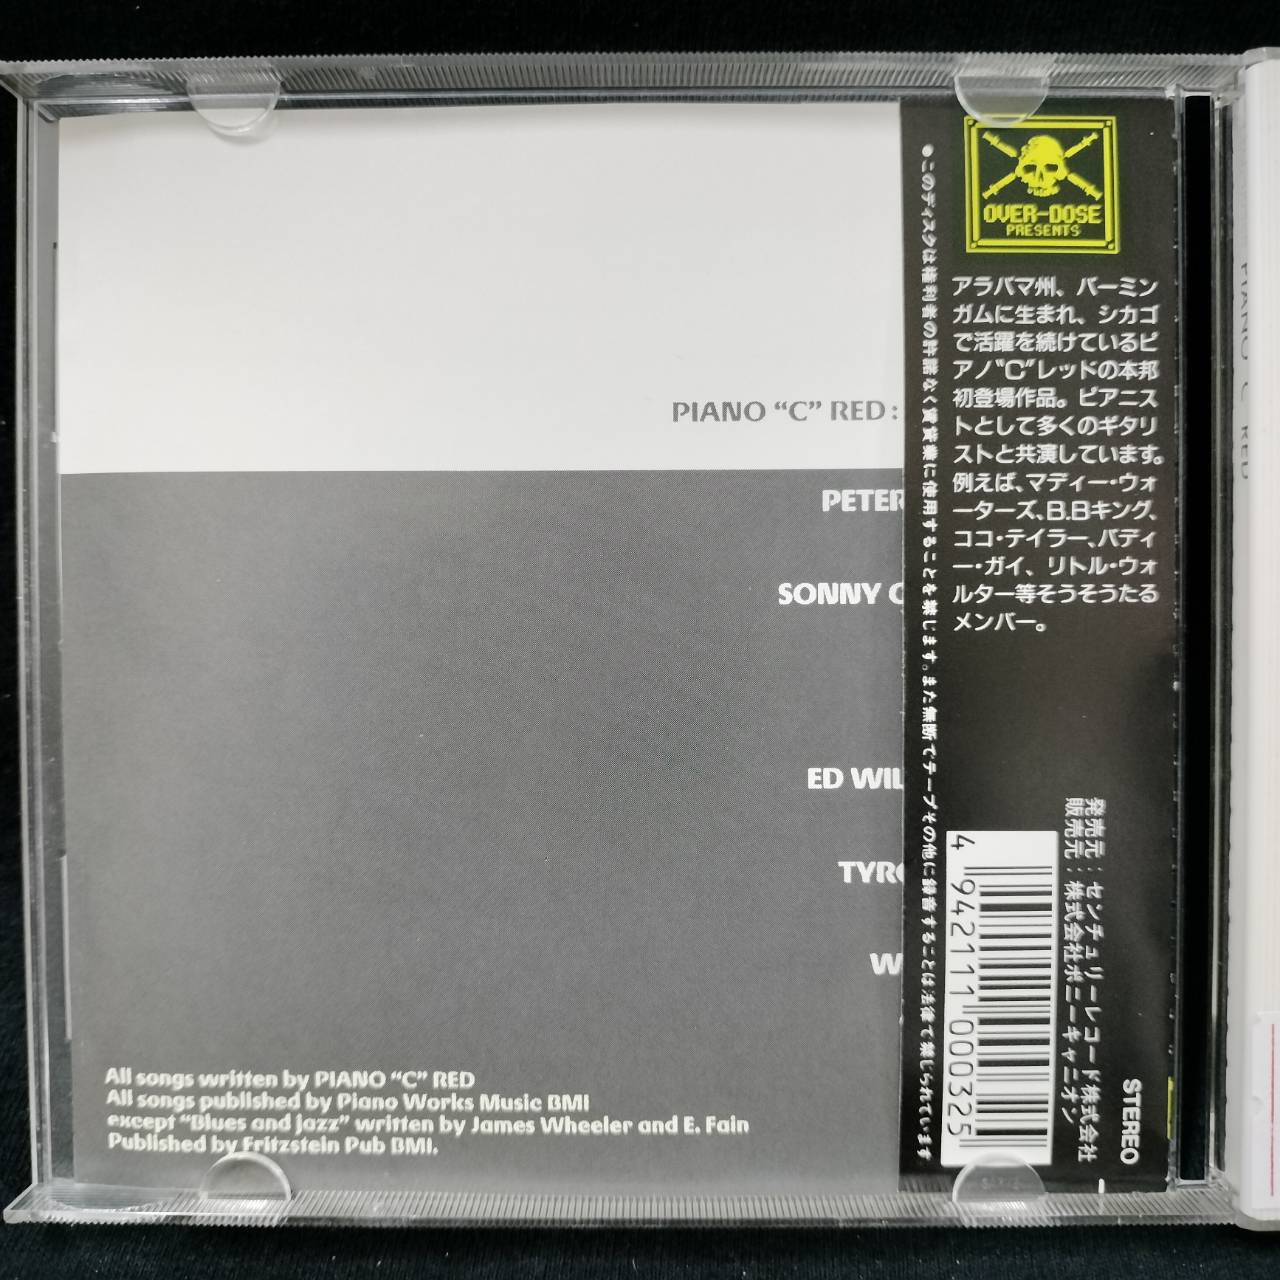 PIANO “C” RED :
PETER
SONNY
ED WIL
TYRO
W
All songs written by PIANO “C” RED
All songs published by Piano Works Music BMI
except “Blues and jazz” written by James Wheeler and E. Fain
Published by Fritzstein Pub BMI.
●このディスクは権利者の許諾なく賃貸業に使用することを禁じます。また無断でテープその他に録音することは法律で禁じられています
OVER-DOSE
PRESENTS
アラバマ州、バーミン
ガムに生まれ、シカゴ
で活躍を続けているピ
アノ“C”レッドの本邦
初登場作品。ピアニス
トとして多くのギタリ
ストと共演しています。
例えば、マディー・ウォ
ーターズ、B.Bキング、
ココ・テイラー、バディ
ー・ガイ、リトル・ウォ
ルター等そうそうたる
メンバー。
発売元：センチュリーレコード株式会社
販売元：株式会社ポニーキャニオン
STEREO
4 942111 000325
PIANO "C" RED